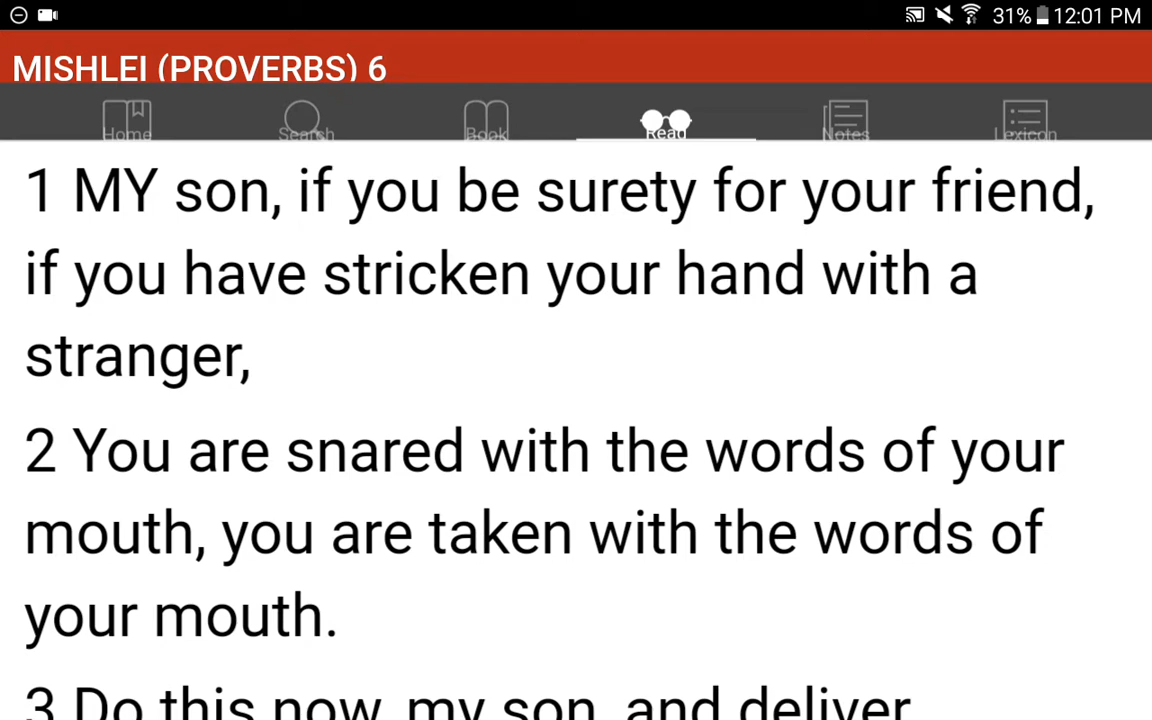 31% 12:01 PM
MISHLEI (PROVERBS) 6
Home Search Book Read Notes Lexicon
1 MY son, if you be surety for your friend,
if you have stricken your hand with a
stranger,
2 You are snared with the words of your
mouth, you are taken with the words of
your mouth.
3 Do this now, my son, and deliver